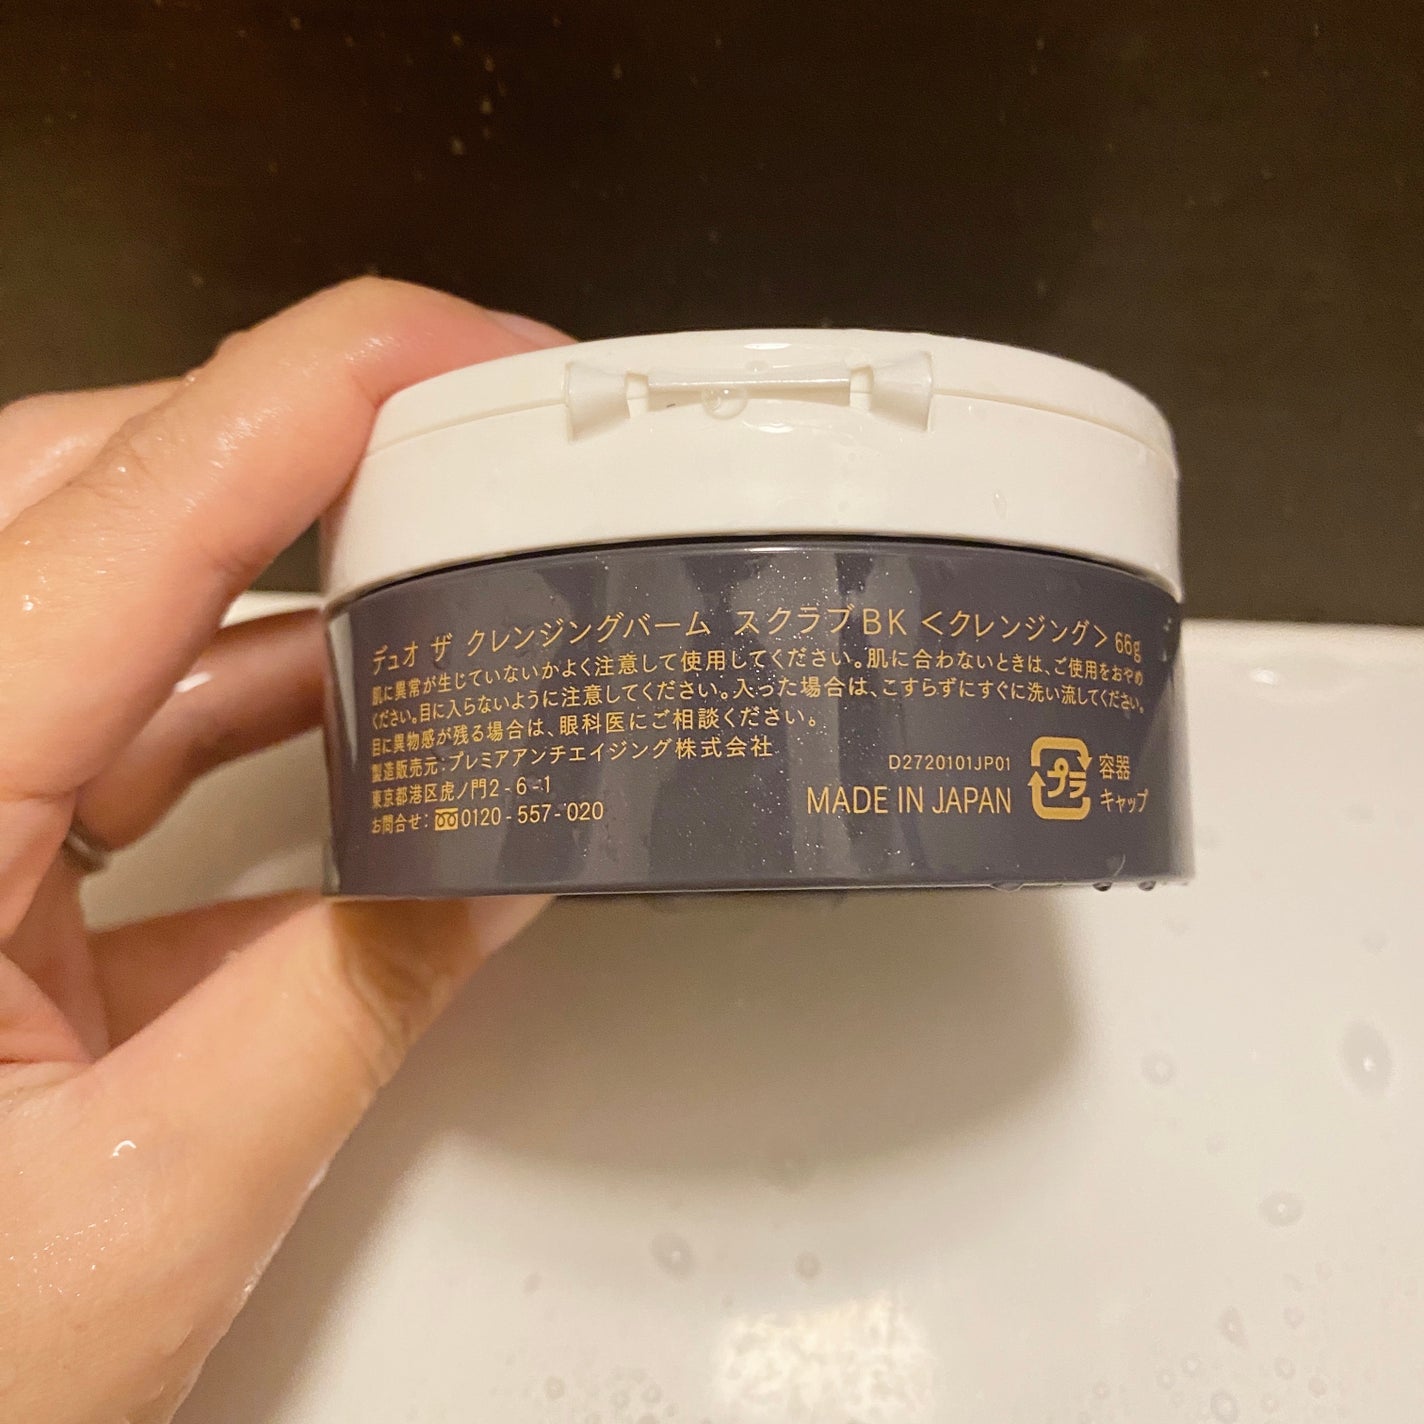 デュオ ザ クレンジングバーム スクラブBK <クレンジング> 66g
肌に異常が生じていないかよく注意して使用してください。肌に合わないときは、ご使用をおやめ
ください。目に入らないように注意してください。入った場合は、こすらずにすぐに洗い流してください。
目に異物感が残る場合は、眼科医にご相談ください。
製造販売元:プレミアアンチエイジング株式会社
東京都港区虎ノ門2-6-1
お問合せ:0120-557-020
D2720101JP01
MADE IN JAPAN
プラ
容器
キャップ